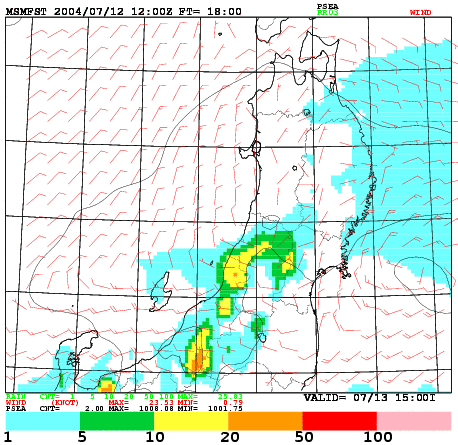 MSMFST 2004/07/12 12:00Z FT= 18:00
PSEA
RR03 WIND
RAIN CNT= 1 5 10 20 50 100 MAX= 25.83
WIND (KNOT) MAX= 23.53 MIN= 0.79
PSEA CNT= 2.00 MAX= 1008.08 MIN= 1001.75
VALID= 07/13 15:00I
1 5 10 20 50 100